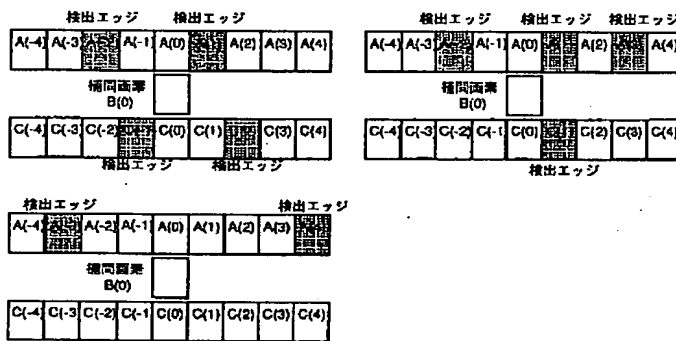 検出エッジ 検出エッジ
A(-4) A(-3) A(-1) A(0) A(2) A(3) A(4)
補間画素
B(0)
C(-4) C(-3) C(-2) C(0) C(1) C(3) C(4)
検出エッジ 検出エッジ
検出エッジ 検出エッジ 検出エッジ
A(-4) A(-3) A(-1) A(0) A(2) A(4)
補間画素
B(0)
C(-4) C(-3) C(-2) C(-1) C(0) C(2) C(3) C(4)
検出エッジ
検出エッジ 検出エッジ
A(-4) A(-2) A(-1) A(0) A(1) A(2) A(3)
補間画素
B(0)
C(-4) C(-3) C(-2) C(-1) C(0) C(1) C(2) C(3) C(4)